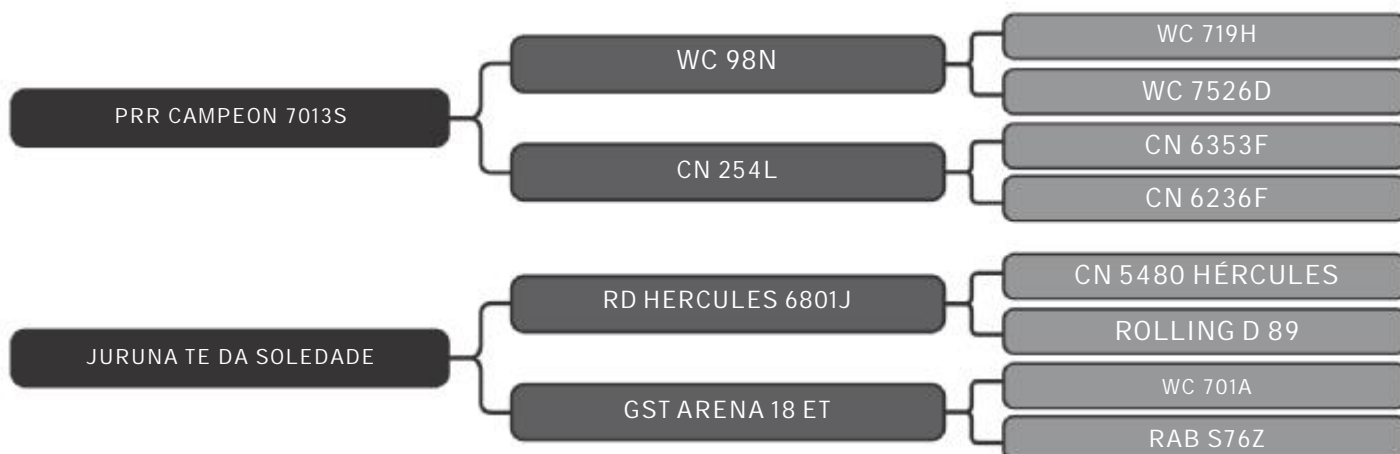 PRR CAMPEON 7013S
WC 98N
WC 719H
WC 7526D
CN 254L
CN 6353F
CN 6236F
JURUNA TE DA SOLEDADE
RD HERCULES 6801J
CN 5480 HÉRCULES
ROLLING D 89
GST ARENA 18 ET
WC 701A
RAB S76Z